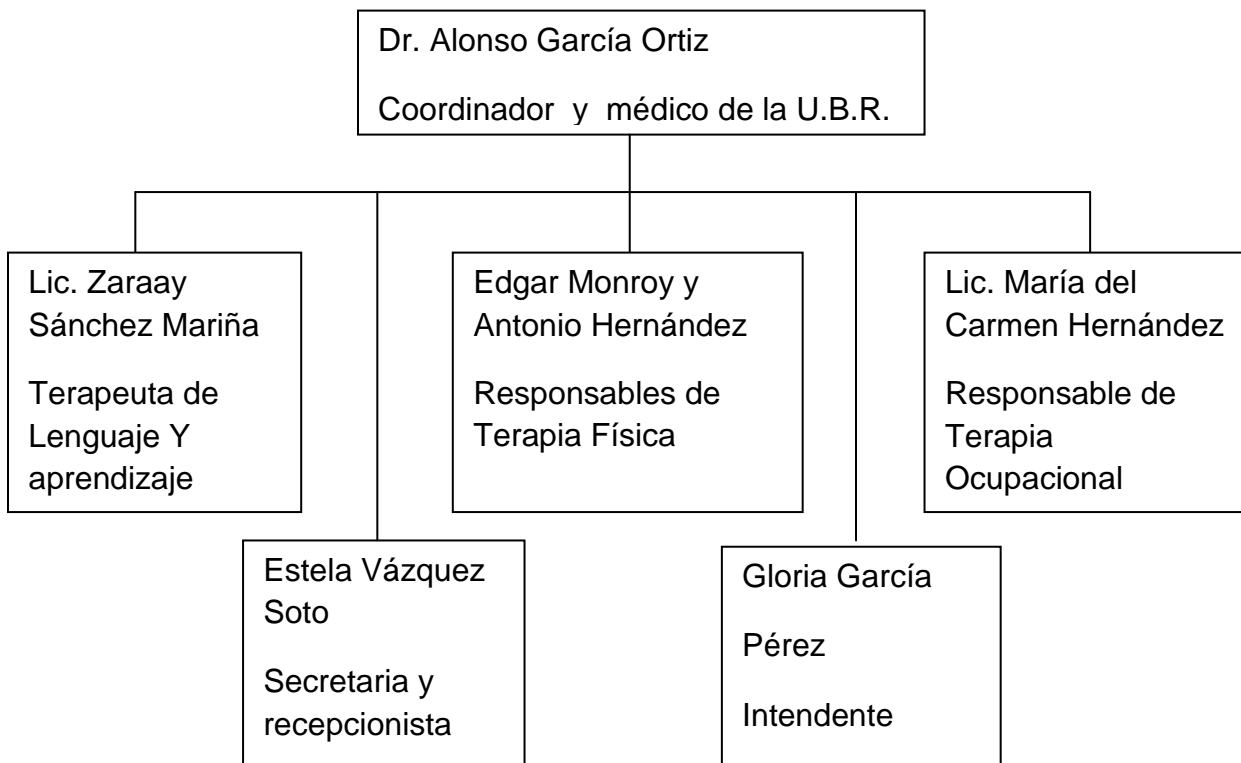 Dr. Alonso García Ortiz
Coordinador y médico de la U.B.R.
Lic. Zaraay
Sánchez Mariña
Terapeuta de
Lenguaje Y
aprendizaje
Edgar Monroy y
Antonio Hernández
Responsables de
Terapia Física
Lic. María del
Carmen Hernández
Responsable de
Terapia
Ocupacional
Estela Vázquez
Soto
Secretaria y
recepcionista
Gloria García
Pérez
Intendente